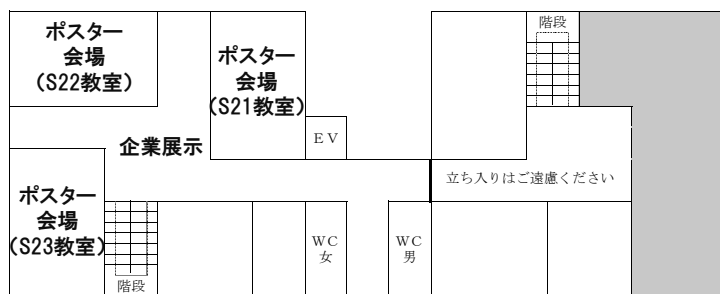 ポスター
会場
（S22教室）
ポスター
会場
（S21教室）
階段
ＥＶ
企業展示
立ち入りはご遠慮ください
ポスター
会場
（S23教室）
階段
ＷＣ
女
ＷＣ
男